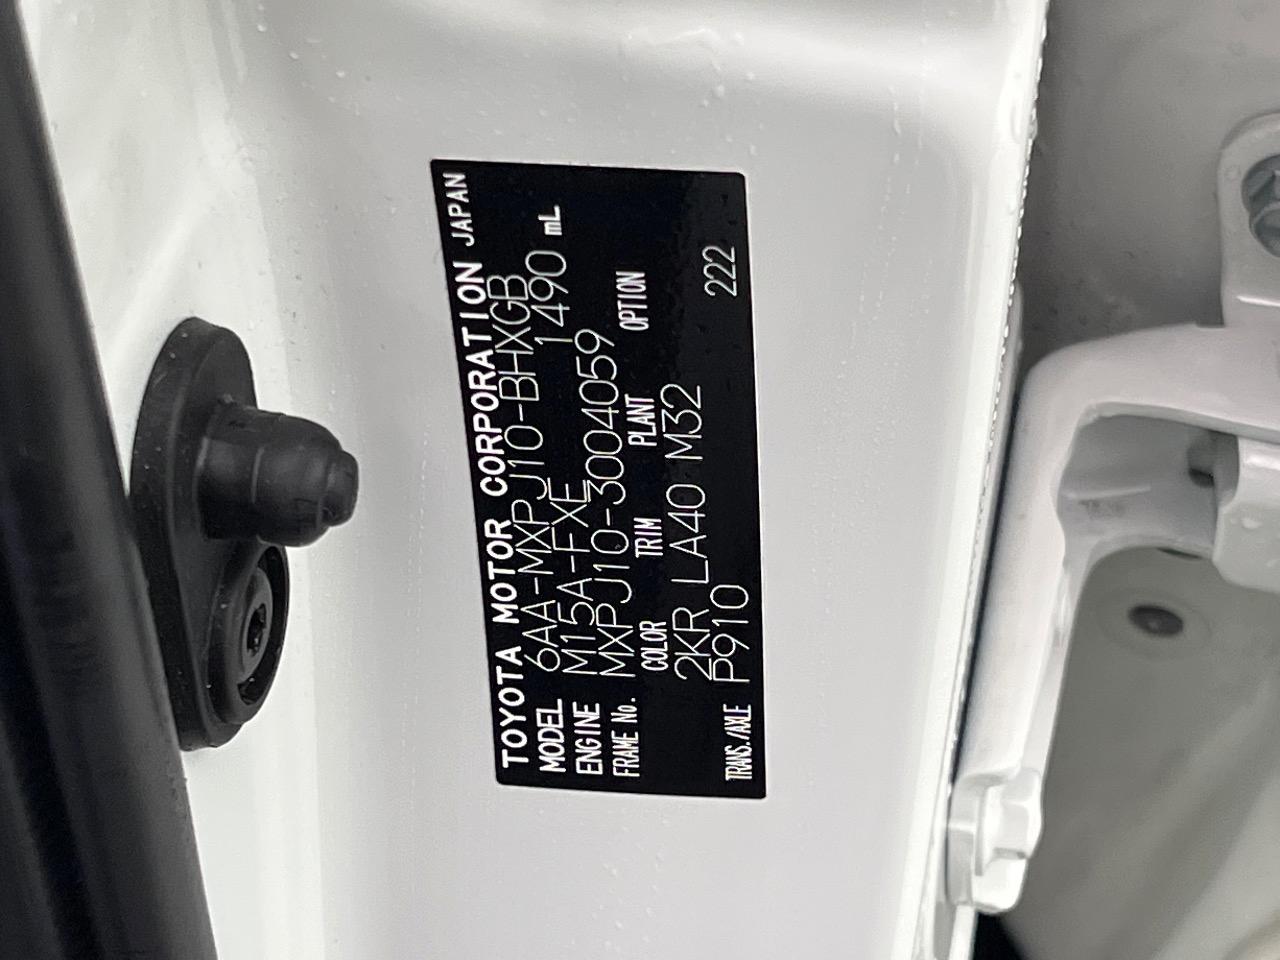 TOYOTA MOTOR CORPORATION JAPAN
MODEL 6AA-MXPJ10-BHXGB
ENGINE M15A-FXE 1490 mL
FRAME No. MXPJ10-3004059
COLOR TRIM PLANT OPTION
2KR LA40 M32
TRANS./AXLE P910 222